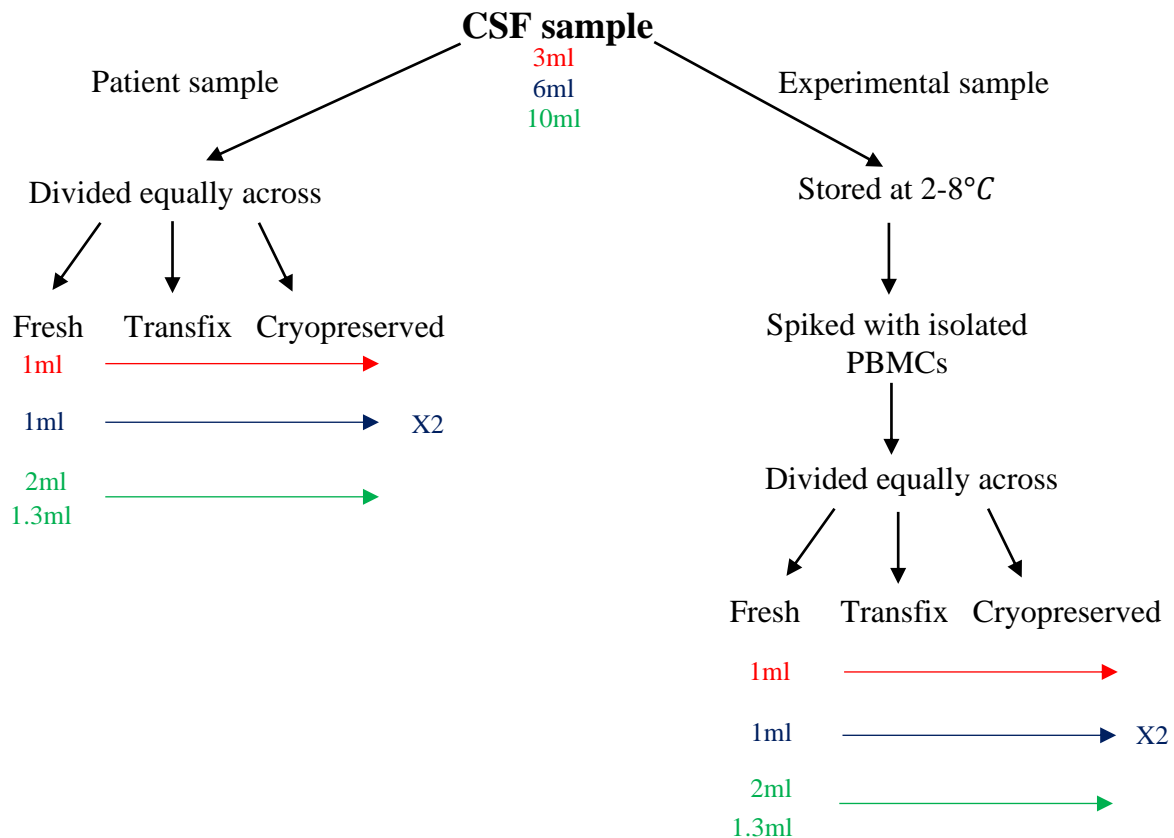 CSF sample
3ml
6ml
10ml
Patient sample
Experimental sample
Divided equally across
Fresh Transfix Cryopreserved
1ml
1ml X2
2ml
1.3ml
Stored at 2-8°C
Spiked with isolated
PBMCs
Divided equally across
Fresh Transfix Cryopreserved
1ml
1ml X2
2ml
1.3ml